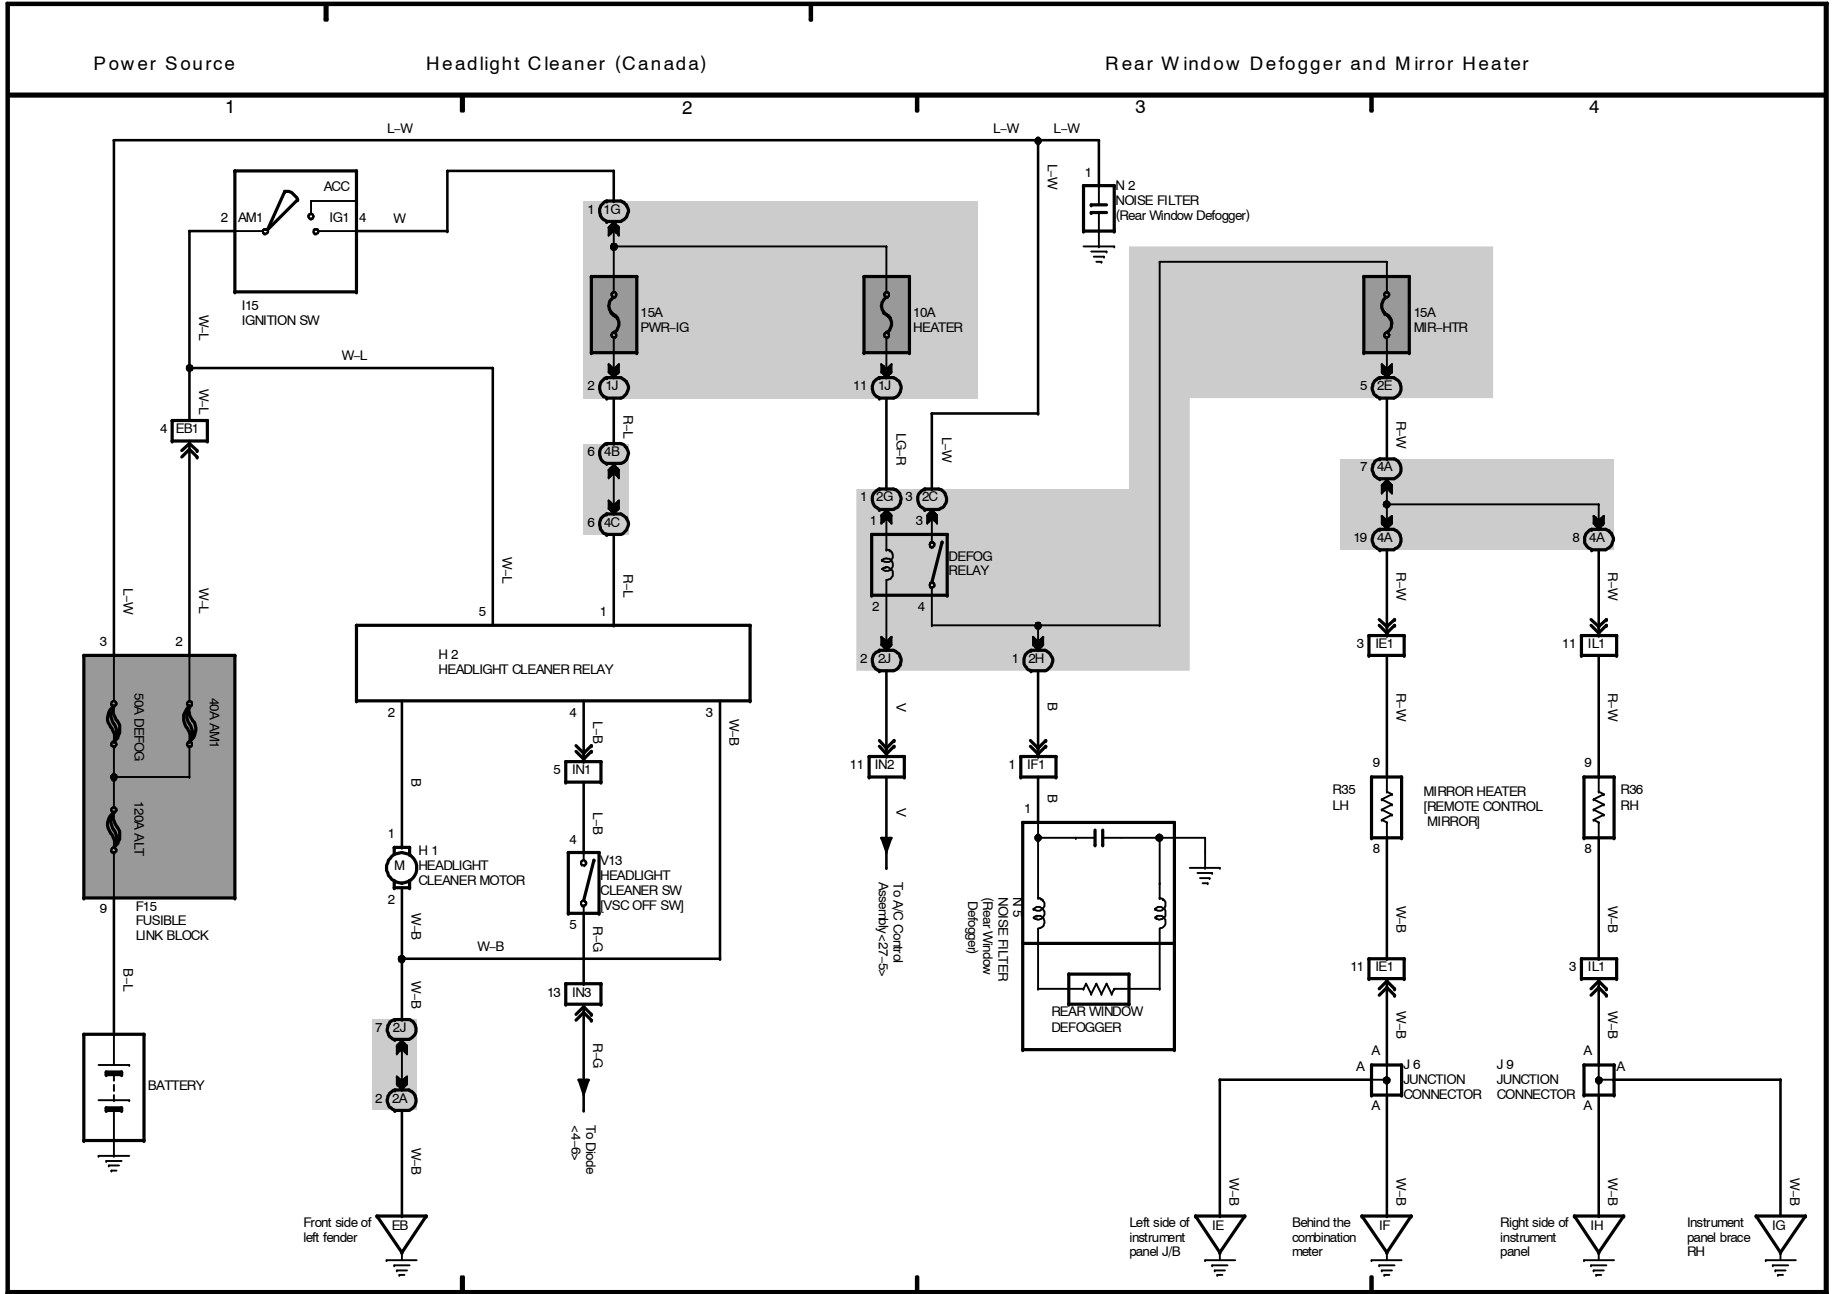 Power Source
Headlight Cleaner (Canada)
Rear Window Defogger and Mirror Heater
1
2
3
4
L–W
L–W
L–W
L–W
1
N 2
NOISE FILTER
(Rear Window Defogger)
ACC
2
AM1
IG1
4
W
I15
IGNITION SW
1
1G
15A
PWR–IG
10A
HEATER
15A
MIR–HTR
2
1J
11
1J
5
2E
W–L
W–L
W–L
4
EB1
R–L
6
4B
6
4C
R–L
LG–R
L–W
1
2G
3
2C
1
3
DEFOG
RELAY
2
4
2
2J
1
2H
R–W
7
4A
19
4A
8
4A
R–W
R–W
3
IE1
11
IL1
R–W
R–W
L–W
W–L
W–L
3
2
5
1
50A DEFOG
40A AM1
120A ALT
9
F15
FUSIBLE
LINK BLOCK
B–L
BATTERY
H 2
HEADLIGHT CLEANER RELAY
2
4
3
L–B
W–B
5
IN1
B
L–B
1
M
H 1
HEADLIGHT
CLEANER MOTOR
2
4
V13
HEADLIGHT
CLEANER SW
[VSC OFF SW]
5
W–B
W–B
R–G
13
IN3
R–G
To Diode
<4–6>
W–B
7
2J
2
2A
W–B
Front side of
left fender
EB
V
11
IN2
V
To A/C Control
Assembly<27–5>
B
1
IF1
B
1
N 5
NOISE FILTER
(Rear Window
Defogger)
REAR WINDOW
DEFOGGER
9
R35
LH
8
MIRROR HEATER
[REMOTE CONTROL
MIRROR]
9
R36
RH
8
W–B
W–B
11
IE1
3
IL1
W–B
W–B
A
A
J 6
JUNCTION
CONNECTOR
A
J 9
JUNCTION
CONNECTOR
A
A
A
W–B
W–B
W–B
W–B
Left side of
instrument
panel J/B
IE
Behind the
combination
meter
IF
Right side of
instrument
panel
IH
Instrument
panel brace
RH
IG